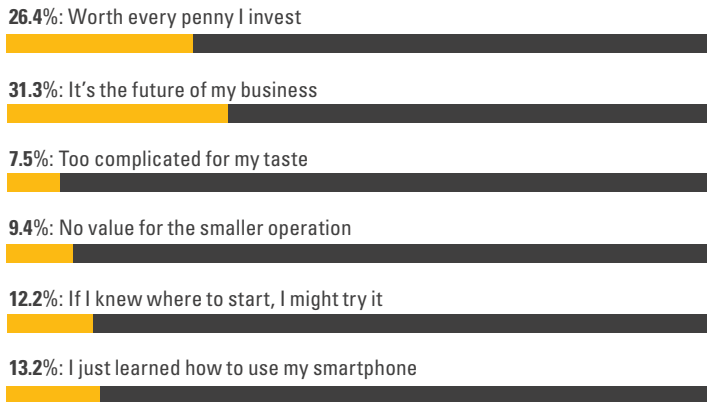 26.4%: Worth every penny I invest
31.3%: It’s the future of my business
7.5%: Too complicated for my taste
9.4%: No value for the smaller operation
12.2%: If I knew where to start, I might try it
13.2%: I just learned how to use my smartphone